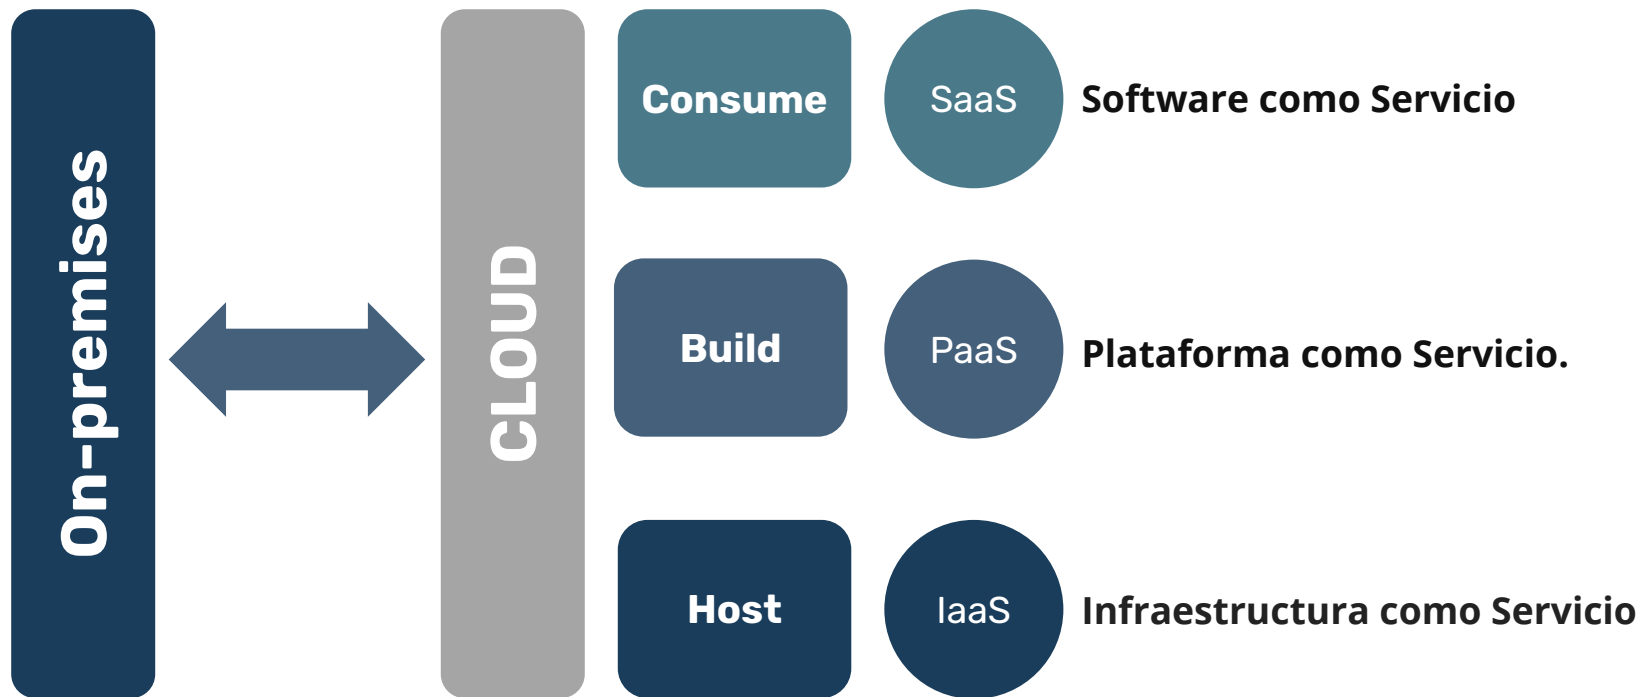 On-premises
CLOUD
Consume
SaaS
Software como Servicio
Build
PaaS
Plataforma como Servicio.
Host
IaaS
Infraestructura como Servicio